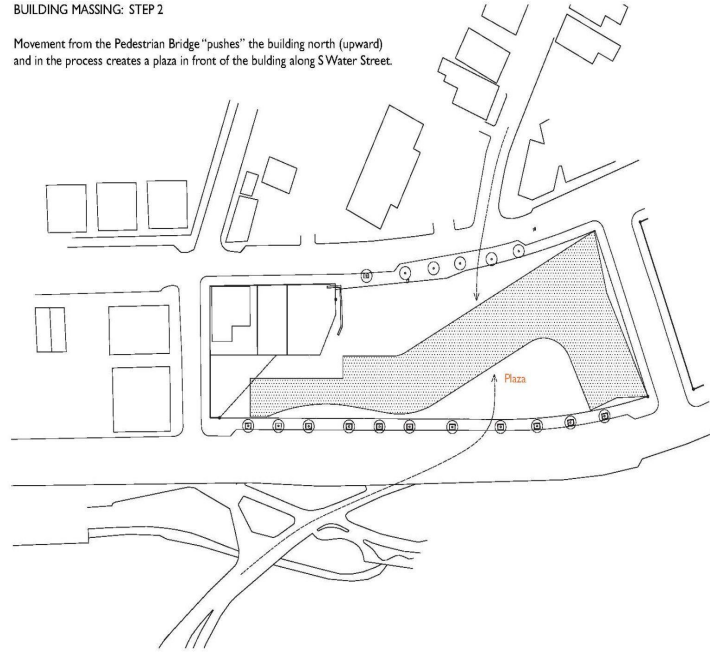 BUILDING MASSING: STEP 2
Movement from the Pedestrian Bridge "pushes" the building north (upward)
and in the process creates a plaza in front of the bulding along S Water Street.
Plaza